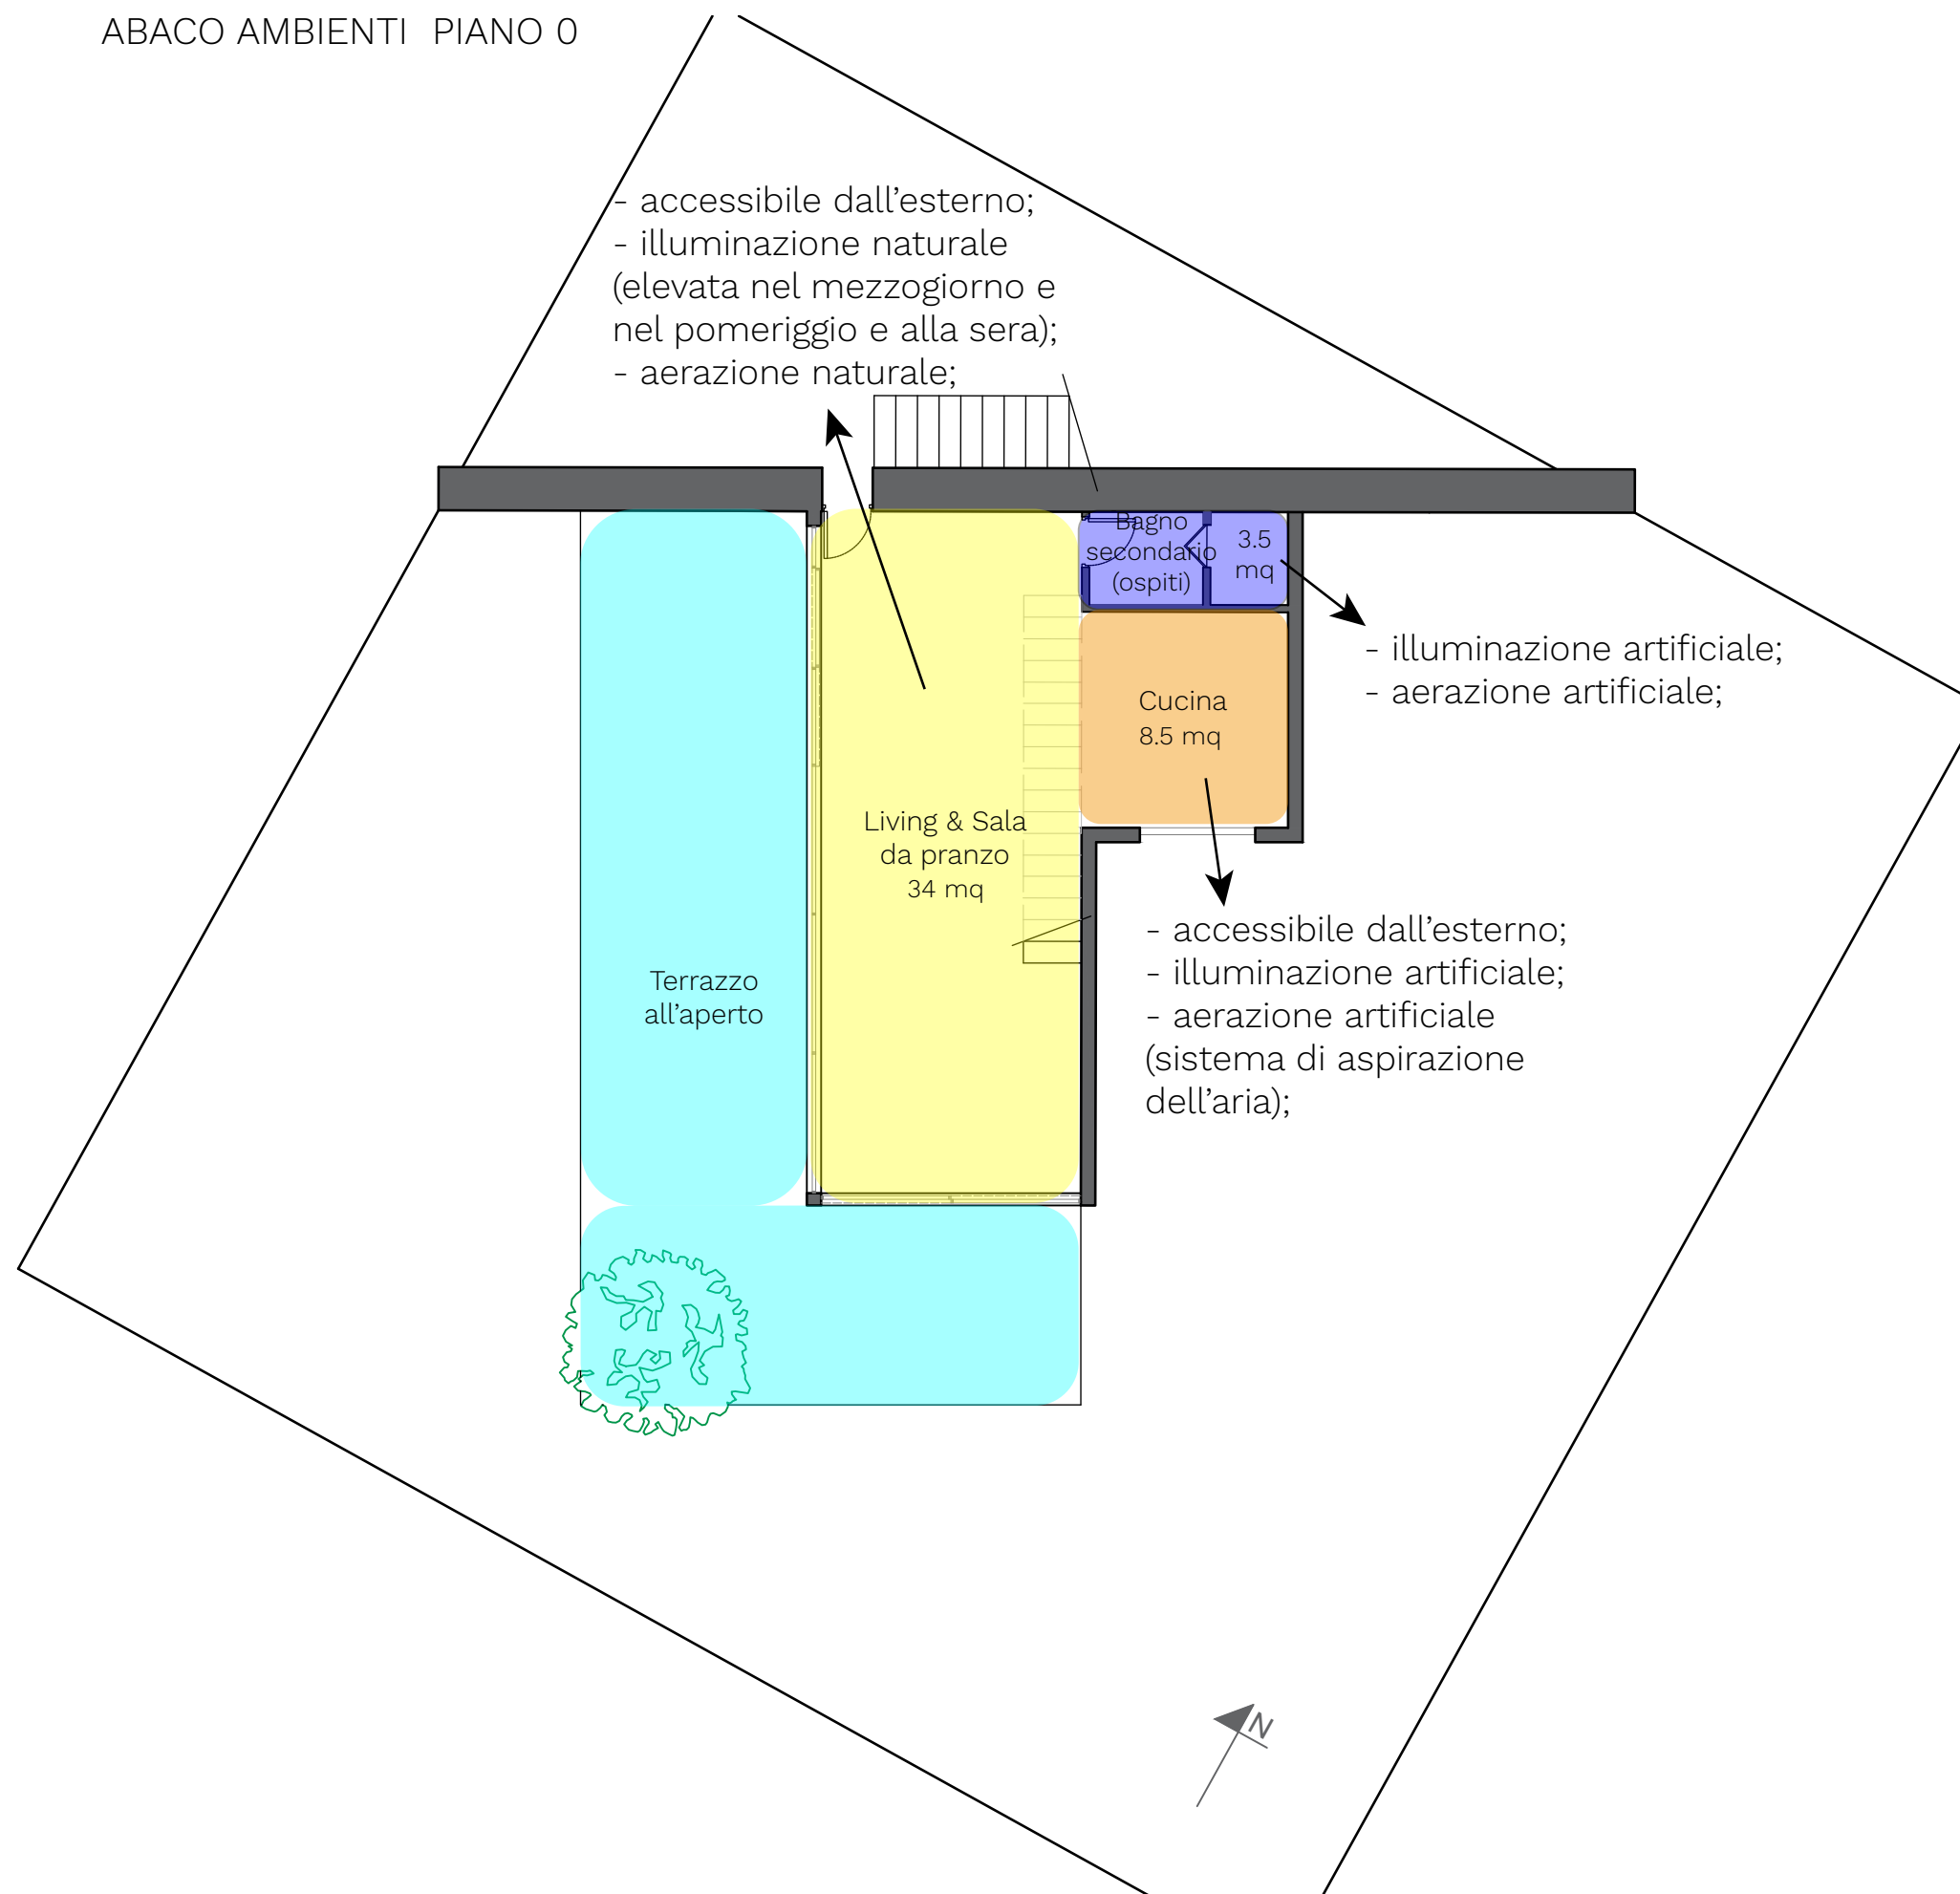 ABACO AMBIENTI  PIANO 0
- accessibile dall'esterno;
- illuminazione naturale
(elevata nel mezzogiorno e
nel pomeriggio e alla sera);
- aerazione naturale;
Bagno
secondario
(ospiti)
3.5
mq
- illuminazione artificiale;
- aerazione artificiale;
Cucina
8.5 mq
Living & Sala
da pranzo
34 mq
- accessibile dall'esterno;
- illuminazione artificiale;
- aerazione artificiale
(sistema di aspirazione
dell'aria);
Terrazzo
all'aperto
N